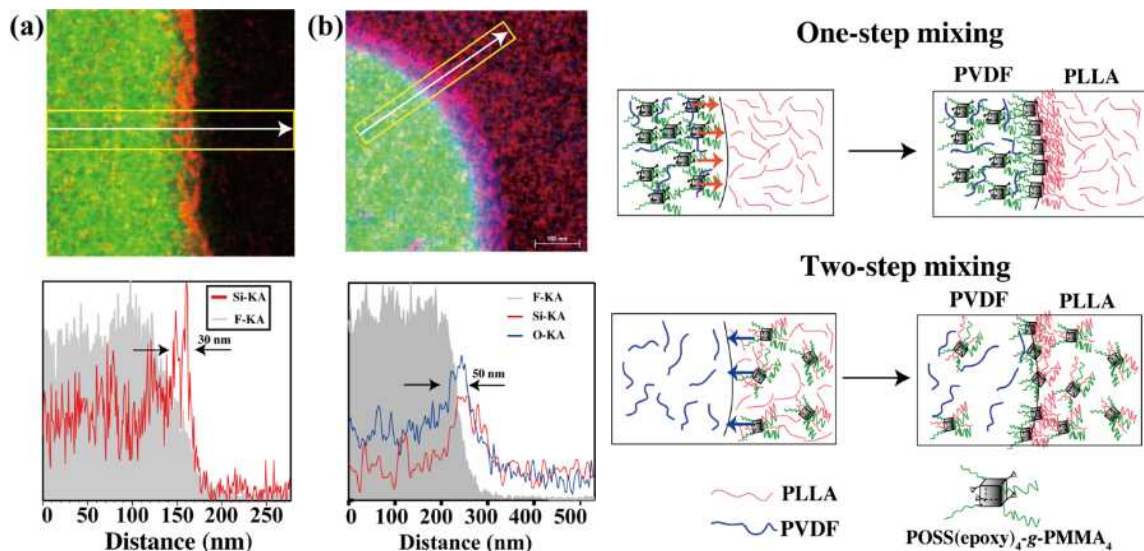 (a)
(b)
100 nm
Si-KA
F-KA
30 nm
0 50 100 150 200 250
Distance (nm)
F-KA
Si-KA
O-KA
50 nm
0 100 200 300 400 500
Distance (nm)
One-step mixing
PVDF PLLA
Two-step mixing
PVDF PLLA
PLLA
PVDF
POSS(epoxy)₄-g-PMMA₄